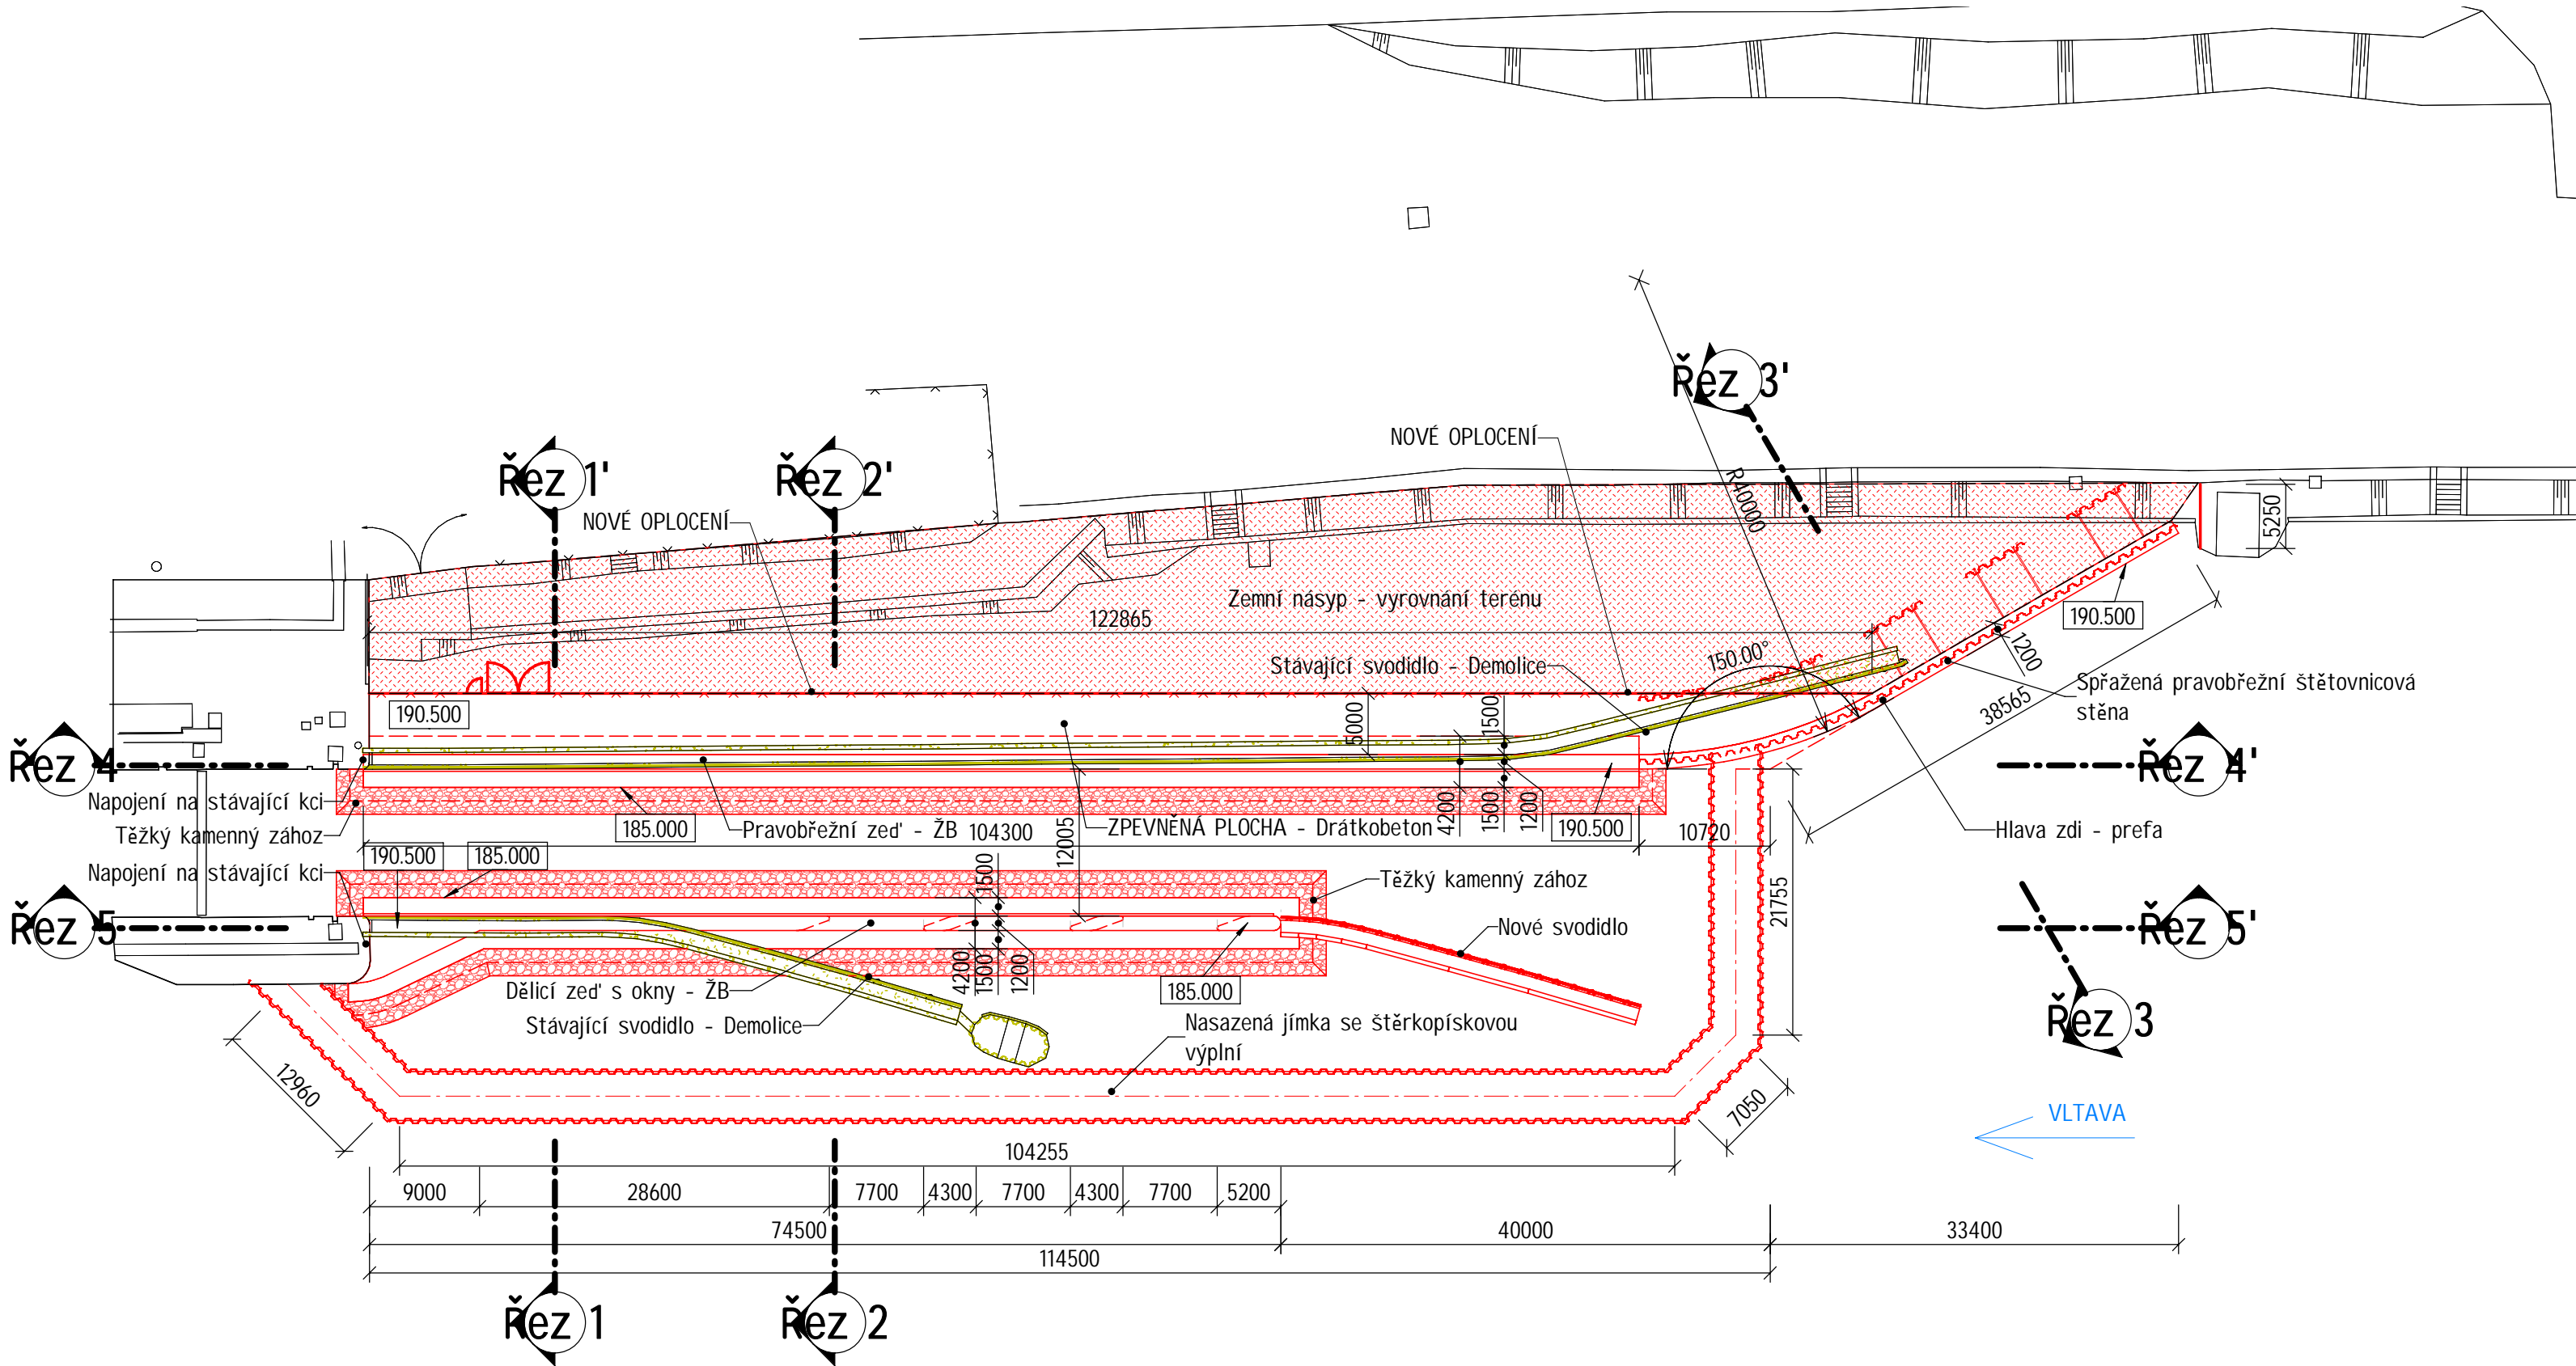 Řez 3'
NOVÉ OPLOCENÍ
R40000
Řez 1'
Řez 2'
NOVÉ OPLOCENÍ
5250
Zemní násyp - vyrovnání terénu
122865
190.500
1200
150.00°
Stávající svodidlo - Demolice
Spřažená pravobřežní štětovnicová
stěna
38565
190.500
5000
1500
Řez 4
Řez 4'
Napojení na stávající kci
Těžký kamenný zához
185.000
Pravobřežní zeď - ŽB
104300
12005
ZPEVNĚNÁ PLOCHA - Drátkobeton
4200
1500
1200
190.500
10720
Hlava zdi - prefa
190.500
185.000
Napojení na stávající kci
1500
Těžký kamenný zához
21755
Řez 5
Řez 5'
Nové svodidlo
4200
1500
1200
Dělicí zeď s okny - ŽB
185.000
Stávající svodidlo - Demolice
Nasazená jímka se štěrkopískovou
výplní
Řez 3
12960
7050
VLTAVA
104255
9000
28600
7700
4300
7700
4300
7700
5200
74500
40000
33400
114500
Řez 1
Řez 2